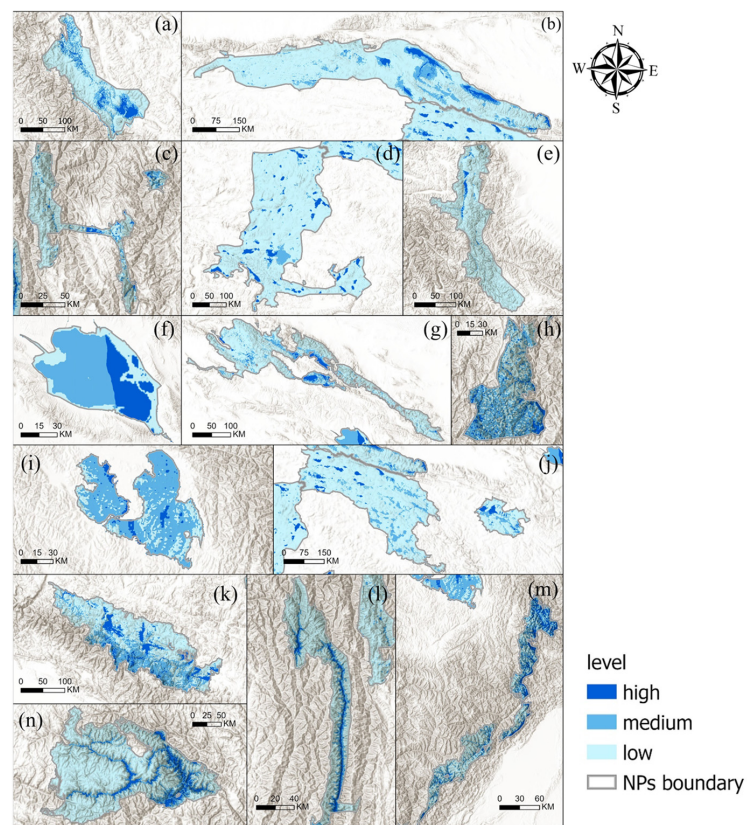 (a)
0 50 100
KM
(b)
0 75 150
KM
N
W E
S
(c)
0 25 50
KM
(d)
0 50 100
KM
(e)
0 50 100
KM
(f)
0 15 30
KM
(g)
0 50 100
KM
(h)
0 15 30
KM
(i)
0 15 30
KM
(j)
0 75 150
KM
(k)
0 50 100
KM
(l)
0 20 40
KM
(m)
0 30 60
KM
(n)
0 25 50
KM
level
high
medium
low
NPs boundary